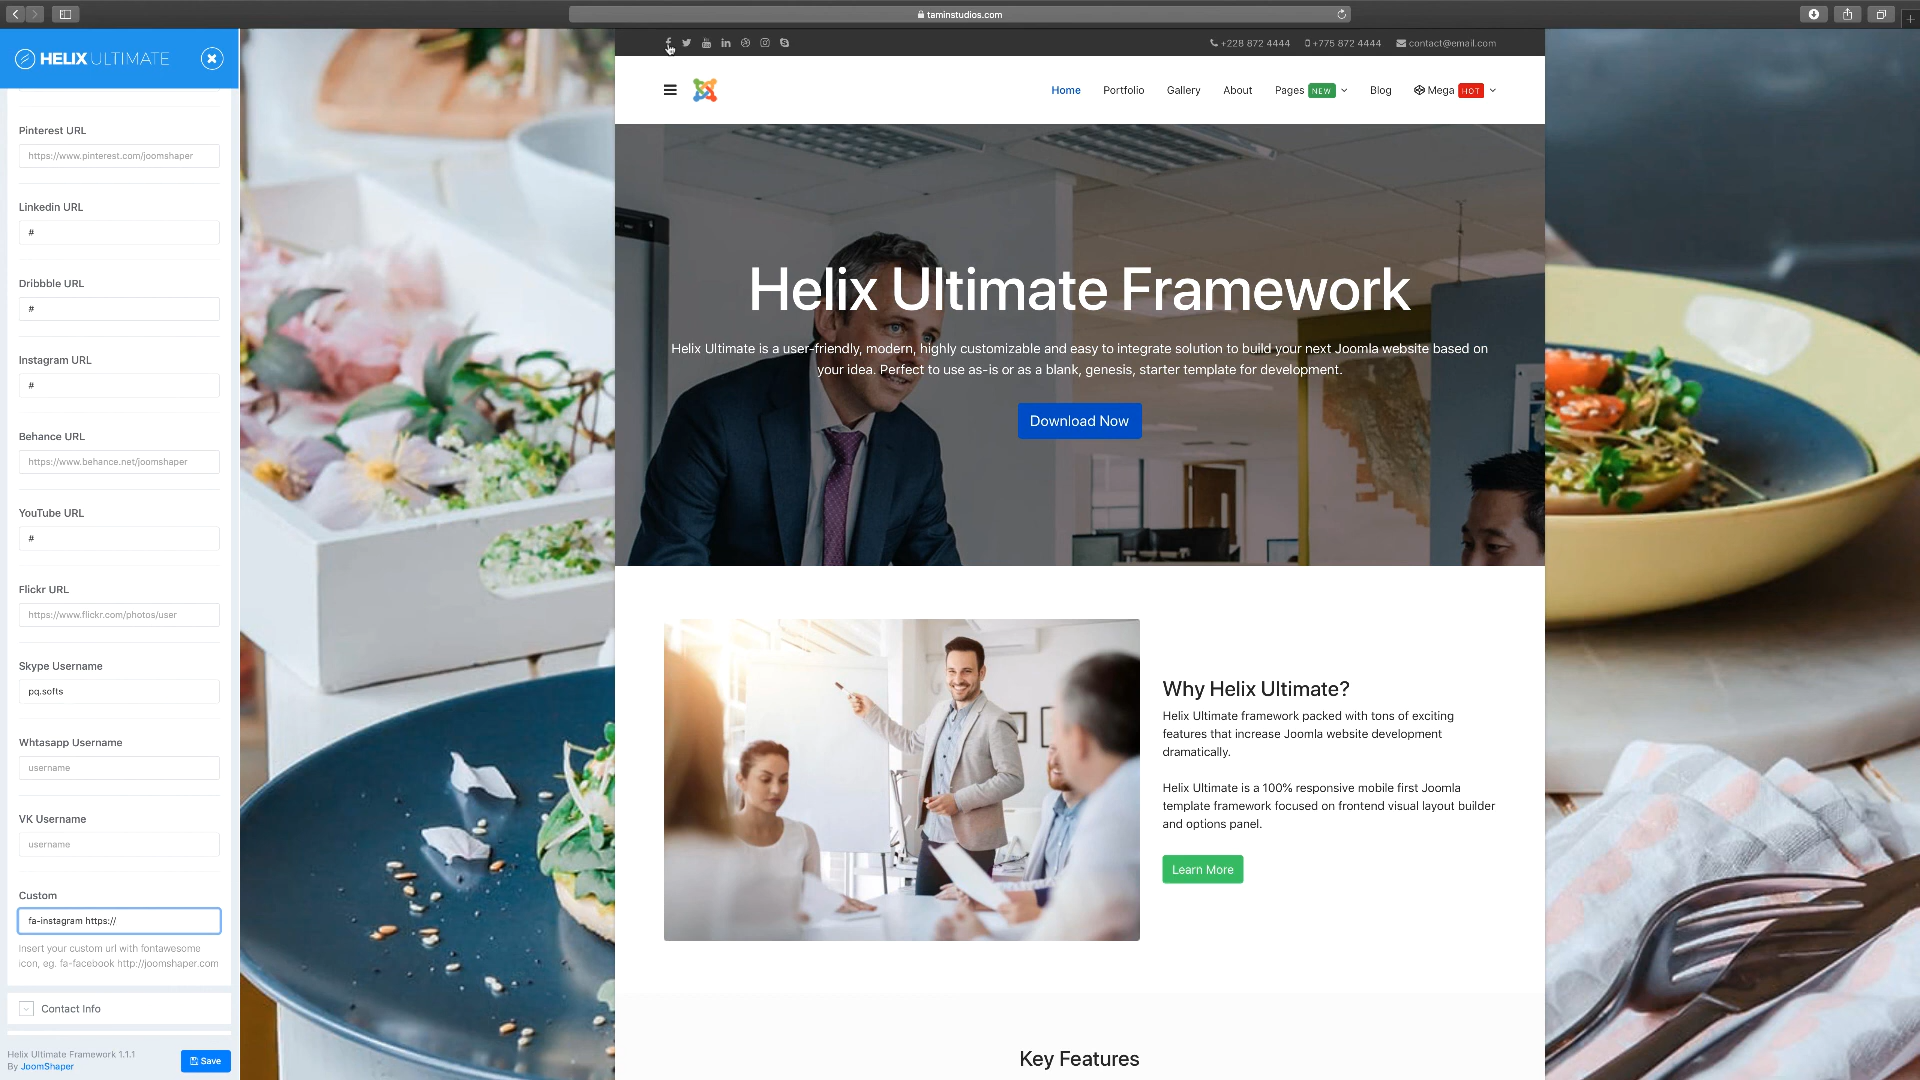 taminstudios.com
HELIX ULTIMATE
Pinterest URL
https://www.pinterest.com/joomshaper
Linkedin URL
#
Dribbble URL
#
Instagram URL
#
Behance URL
https://www.behance.net/joomshaper
YouTube URL
#
Flickr URL
https://www.flickr.com/photos/user
Skype Username
pq.softs
Whtasapp Username
username
VK Username
username
Custom
fa-instagram https://
Insert your custom url with fontawesome
icon, eg. fa-facebook http://joomshaper.com
Contact Info
Helix Ultimate Framework 1.1.1
By JoomShaper
Save
+228 872 4444 +775 872 4444 contact@email.com
Home Portfolio Gallery About Pages NEW Blog Mega HOT
Helix Ultimate Framework
Helix Ultimate is a user-friendly, modern, highly customizable and easy to integrate solution to build your next Joomla website based on
your idea. Perfect to use as-is or as a blank, genesis, starter template for development.
Download Now
Why Helix Ultimate?
Helix Ultimate framework packed with tons of exciting
features that increase Joomla website development
dramatically.
Helix Ultimate is a 100% responsive mobile first Joomla
template framework focused on frontend visual layout builder
and options panel.
Learn More
Key Features